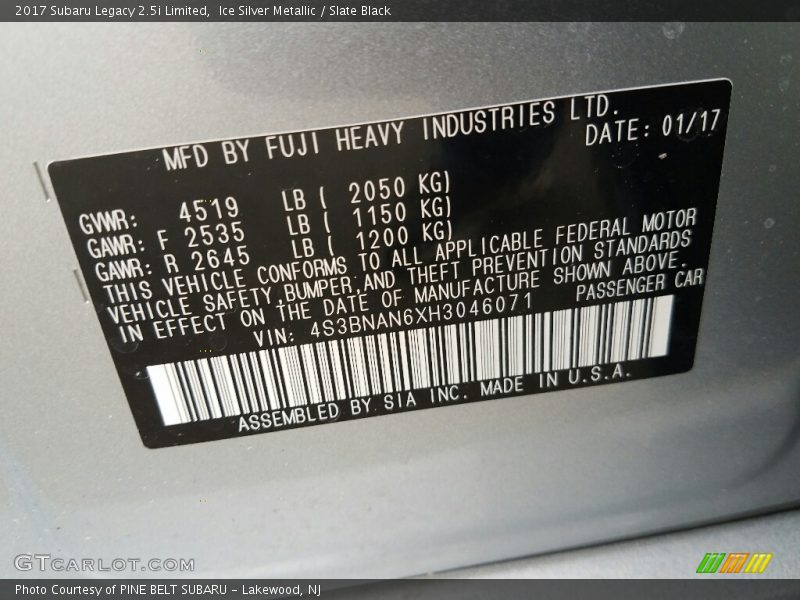 2017 Subaru Legacy 2.5i Limited,  Ice Silver Metallic / Slate Black
MFD BY FUJI HEAVY INDUSTRIES LTD.
DATE: 01/17
GVWR: 4519 LB ( 2050 KG)
GAWR: F 2535 LB ( 1150 KG)
GAWR: R 2645 LB ( 1200 KG)
THIS VEHICLE CONFORMS TO ALL APPLICABLE FEDERAL MOTOR
VEHICLE SAFETY,BUMPER,AND THEFT PREVENTION STANDARDS
IN EFFECT ON THE DATE OF MANUFACTURE SHOWN ABOVE.
VIN: 4S3BNAN6XH3046071 PASSENGER CAR
ASSEMBLED BY SIA INC. MADE IN U.S.A.
GTCARLOT.COM
Photo Courtesy of PINE BELT SUBARU – Lakewood, NJ